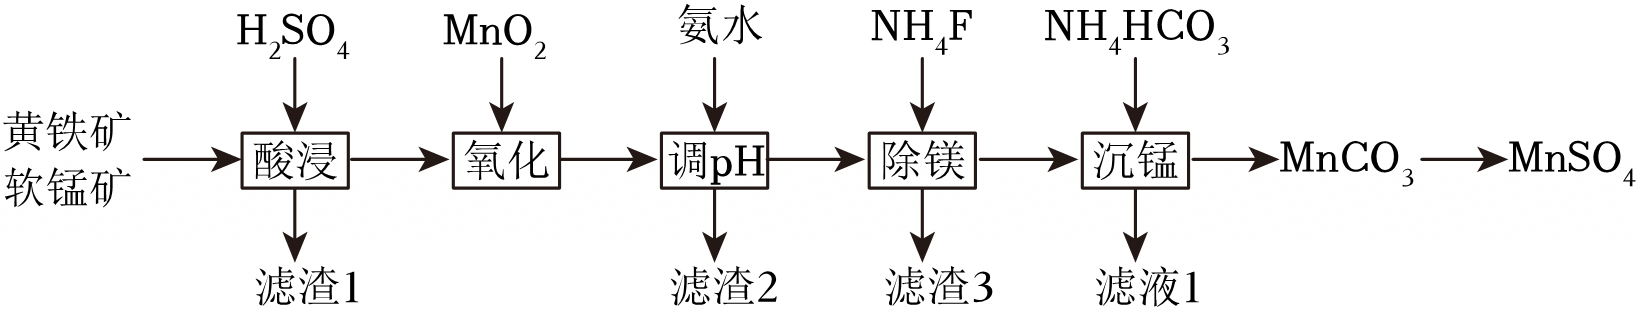 H₂SO₄ MnO₂ 氨水 NH₄F NH₄HCO₃
黄铁矿
软锰矿
酸浸 氧化 调pH 除镁 沉锰 MnCO₃ MnSO₄
滤渣1 滤渣2 滤渣3 滤液1